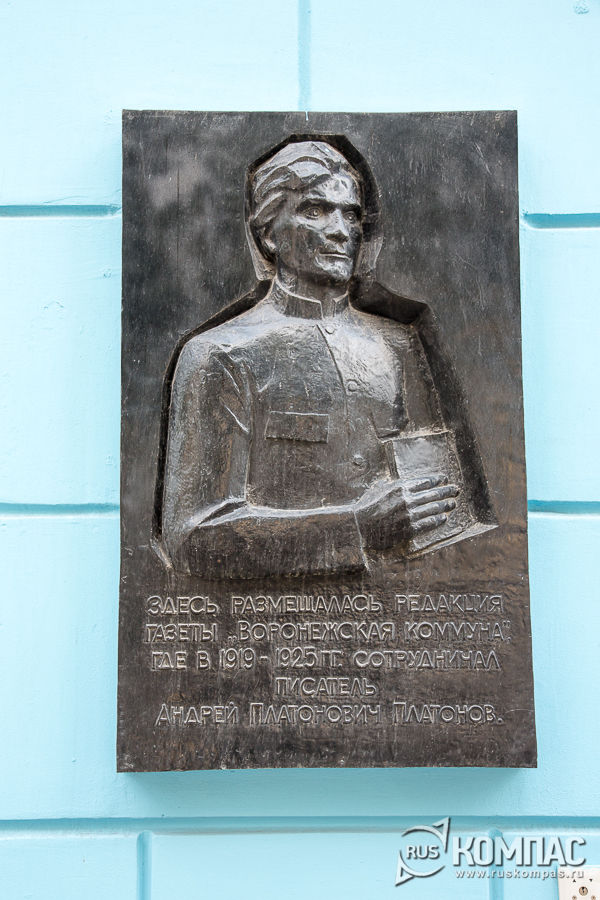 ЗДЕСЬ РАЗМЕЩАЛАСЬ РЕДАКЦИЯ
ГАЗЕТЫ „ВОРОНЕЖСКАЯ КОММУНА",
ГДЕ В 1919-1925 ГГ. СОТРУДНИЧАЛ
ПИСАТЕЛЬ
АНДРЕЙ ПЛАТОНОВИЧ ПЛАТОНОВ.
RUS КОМПАС
www.ruskompas.ru